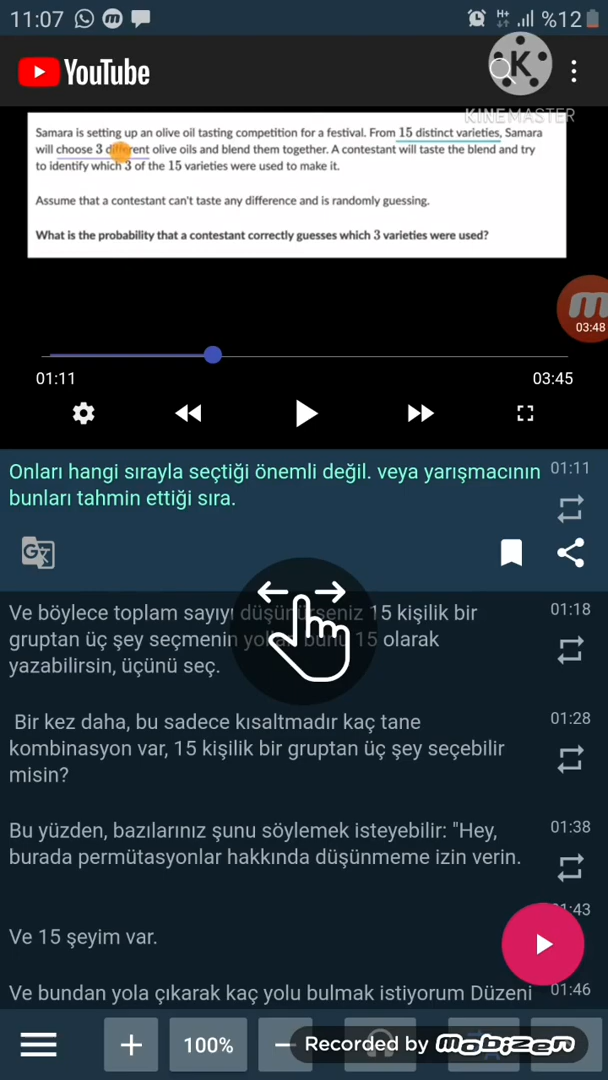 11:07
%12
YouTube
K
KINEMASTER
Samara is setting up an olive oil tasting competition for a festival. From 15 distinct varieties, Samara
will choose 3 different olive oils and blend them together. A contestant will taste the blend and try
to identify which 3 of the 15 varieties were used to make it.
Assume that a contestant can't taste any difference and is randomly guessing.
What is the probability that a contestant correctly guesses which 3 varieties were used?
03:48
01:11
03:45
Onları hangi sırayla seçtiği önemli değil. veya yarışmacının
bunları tahmin ettiği sıra.
01:11
Ve böylece toplam sayıyı düşünürseniz 15 kişilik bir
gruptan üç şey seçmenin bunu 15 olarak
yazabilirsin, üçünü seç.
01:18
Bir kez daha, bu sadece kısaltmadır kaç tane
kombinasyon var, 15 kişilik bir gruptan üç şey seçebilir
misin?
01:28
Bu yüzden, bazılarınız şunu söylemek isteyebilir: "Hey,
burada permütasyonlar hakkında düşünmeme izin verin.
01:38
Ve 15 şeyim var.
1:43
Ve bundan yola çıkarak kaç yolu bulmak istiyorum Düzeni
01:46
+
100%
−
Recorded by mobizen